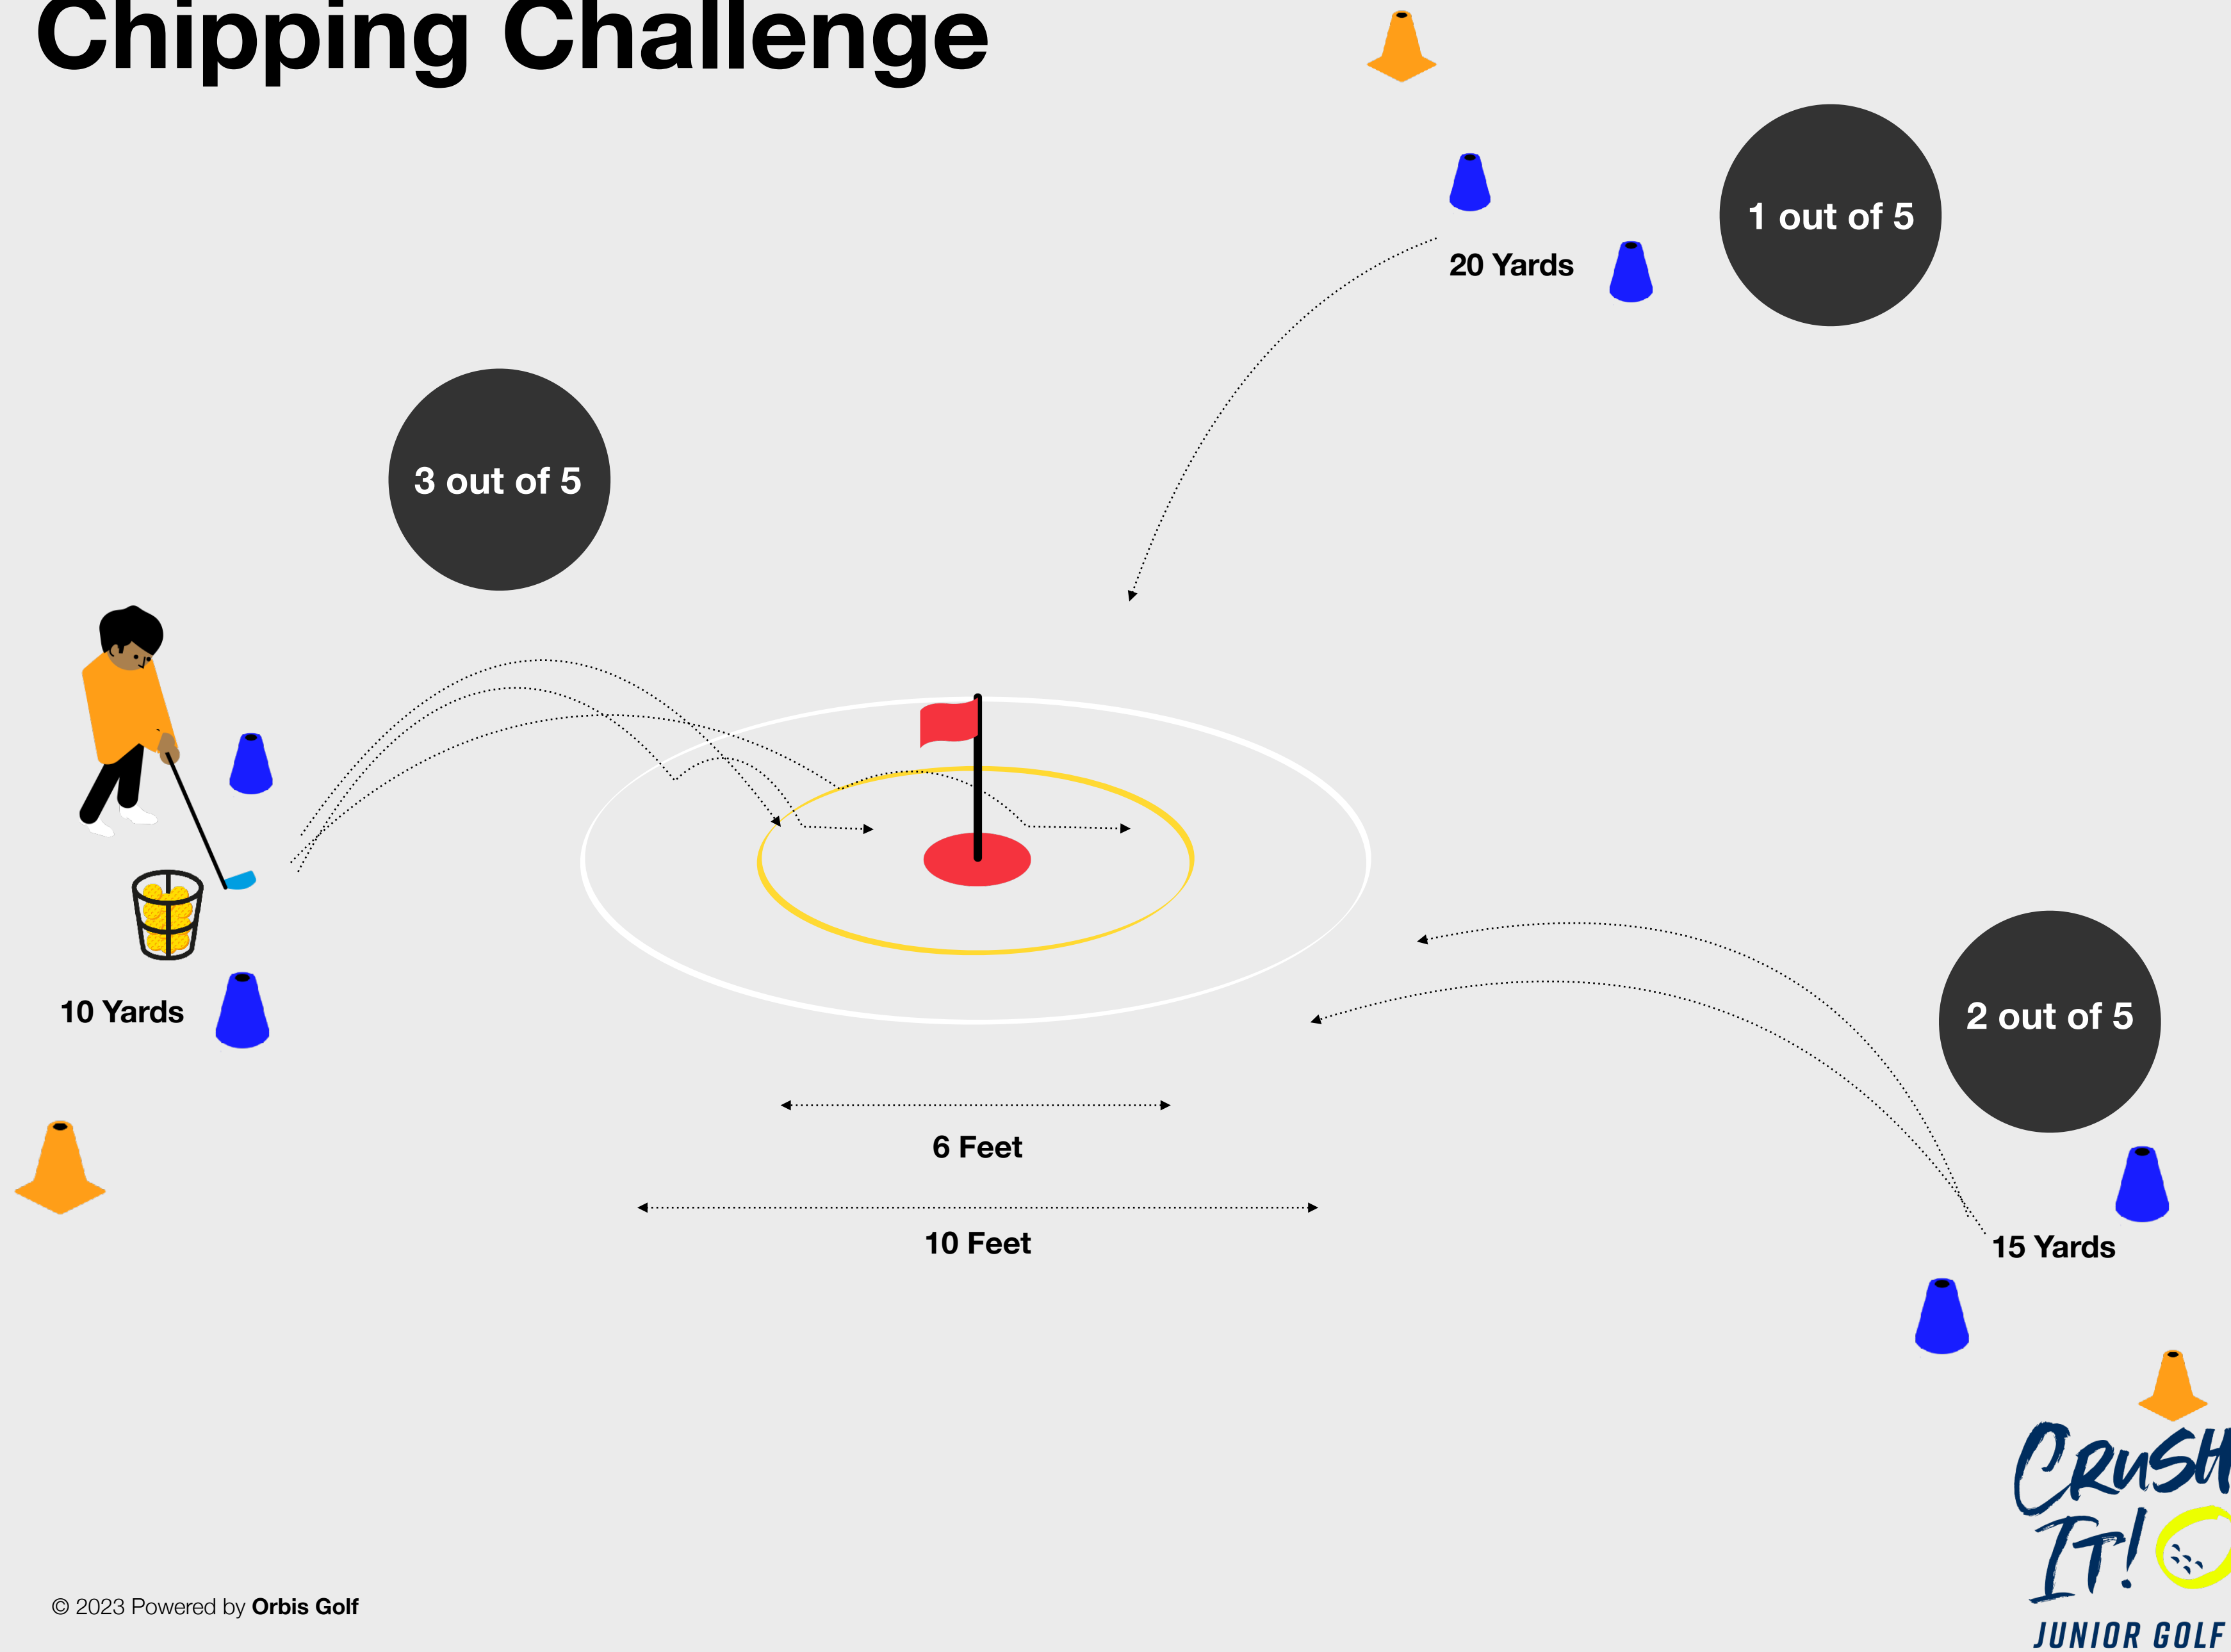 Chipping Challenge
1 out of 5
20 Yards
3 out of 5
10 Yards
2 out of 5
6 Feet
10 Feet
15 Yards
CRUSH
IT!
JUNIOR GOLF
© 2023 Powered by Orbis Golf